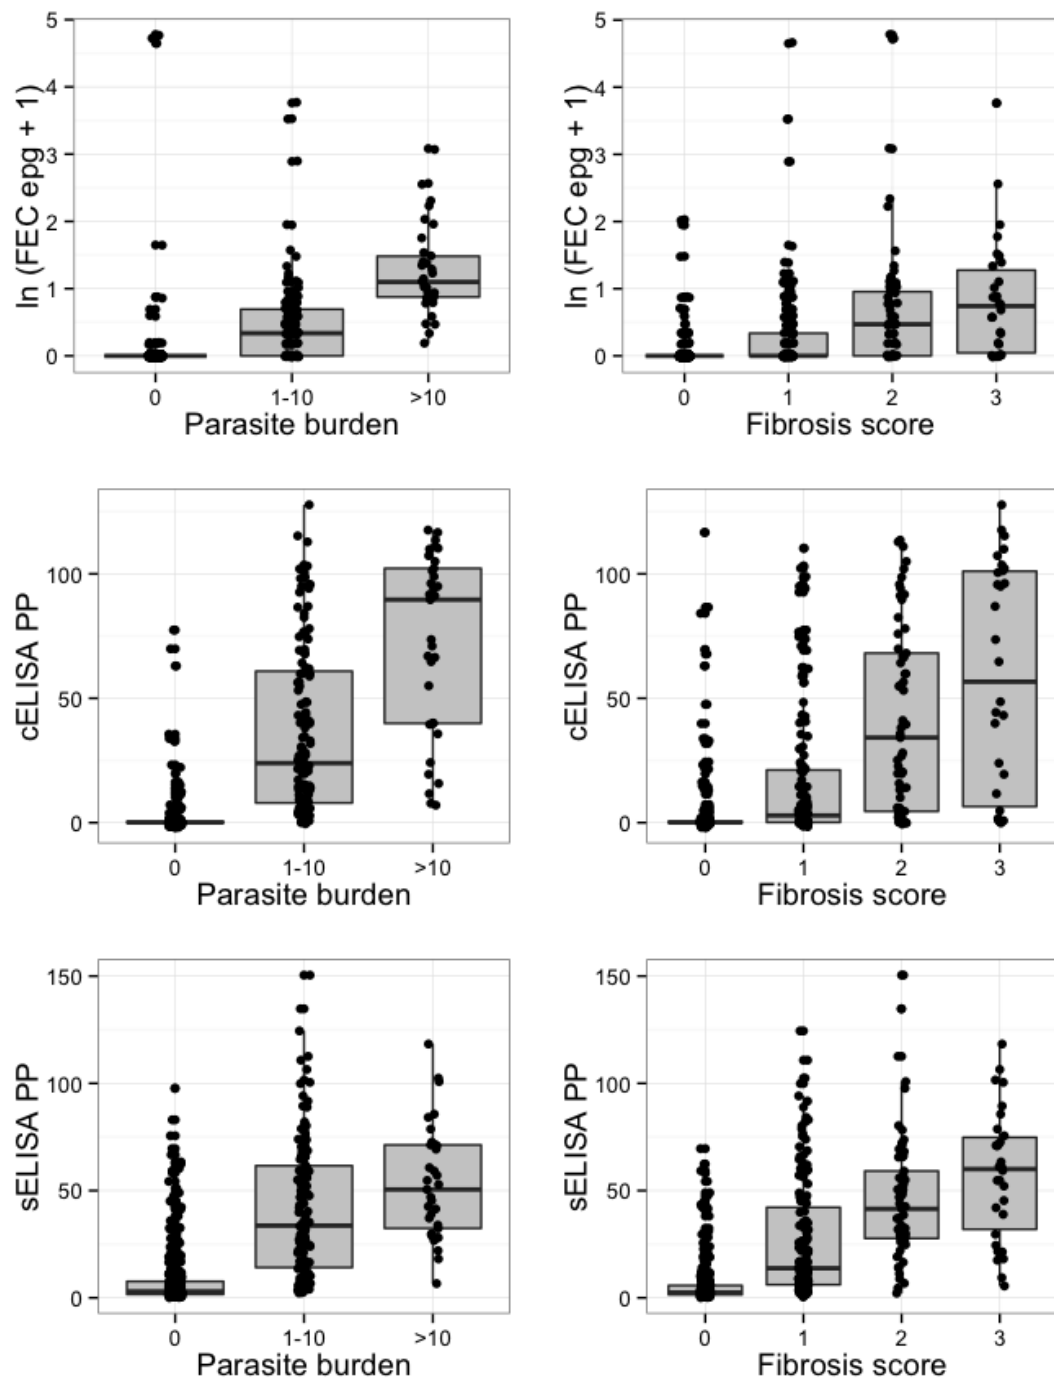 ln (FEC epg + 1)
5
4
3
2
1
0
0 1-10 >10
Parasite burden
ln (FEC epg + 1)
5
4
3
2
1
0
0 1 2 3
Fibrosis score
cELISA PP
100
50
0
0 1-10 >10
Parasite burden
cELISA PP
100
50
0
0 1 2 3
Fibrosis score
sELISA PP
150
100
50
0
0 1-10 >10
Parasite burden
sELISA PP
150
100
50
0
0 1 2 3
Fibrosis score